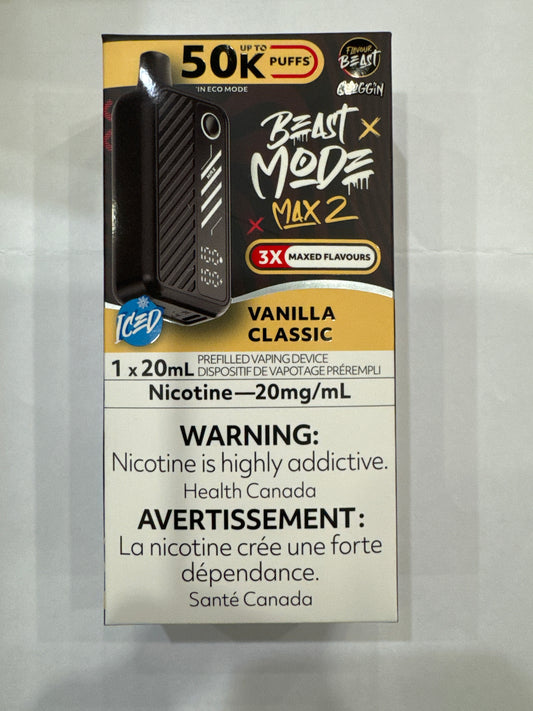 UP TO
50K PUFFS*
*IN ECO MODE
FLAVOUR
BEAST
BEAST
MODE
MAX 2
3X MAXED FLAVOURS
100%
100%
ICED
VANILLA
CLASSIC
1 x 20mL PREFILLED VAPING DEVICE
DISPOSITIF DE VAPOTAGE PRÉREMPLI
Nicotine—20mg/mL
WARNING:
Nicotine is highly addictive.
Health Canada
AVERTISSEMENT:
La nicotine crée une forte
dépendance.
Santé Canada